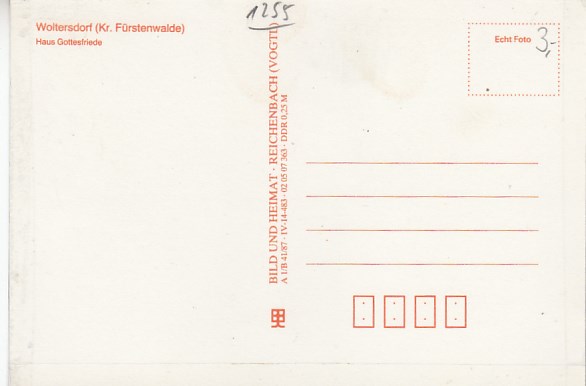 1255
Woltersdorf (Kr. Fürstenwalde)
Haus Gottesfriede
BILD UND HEIMAT · REICHENBACH (VOGTL)
A 1/B 41/87 · IV-14-483 · 02 05 07 363 · DDR 0,25 M
Echt Foto
3,-